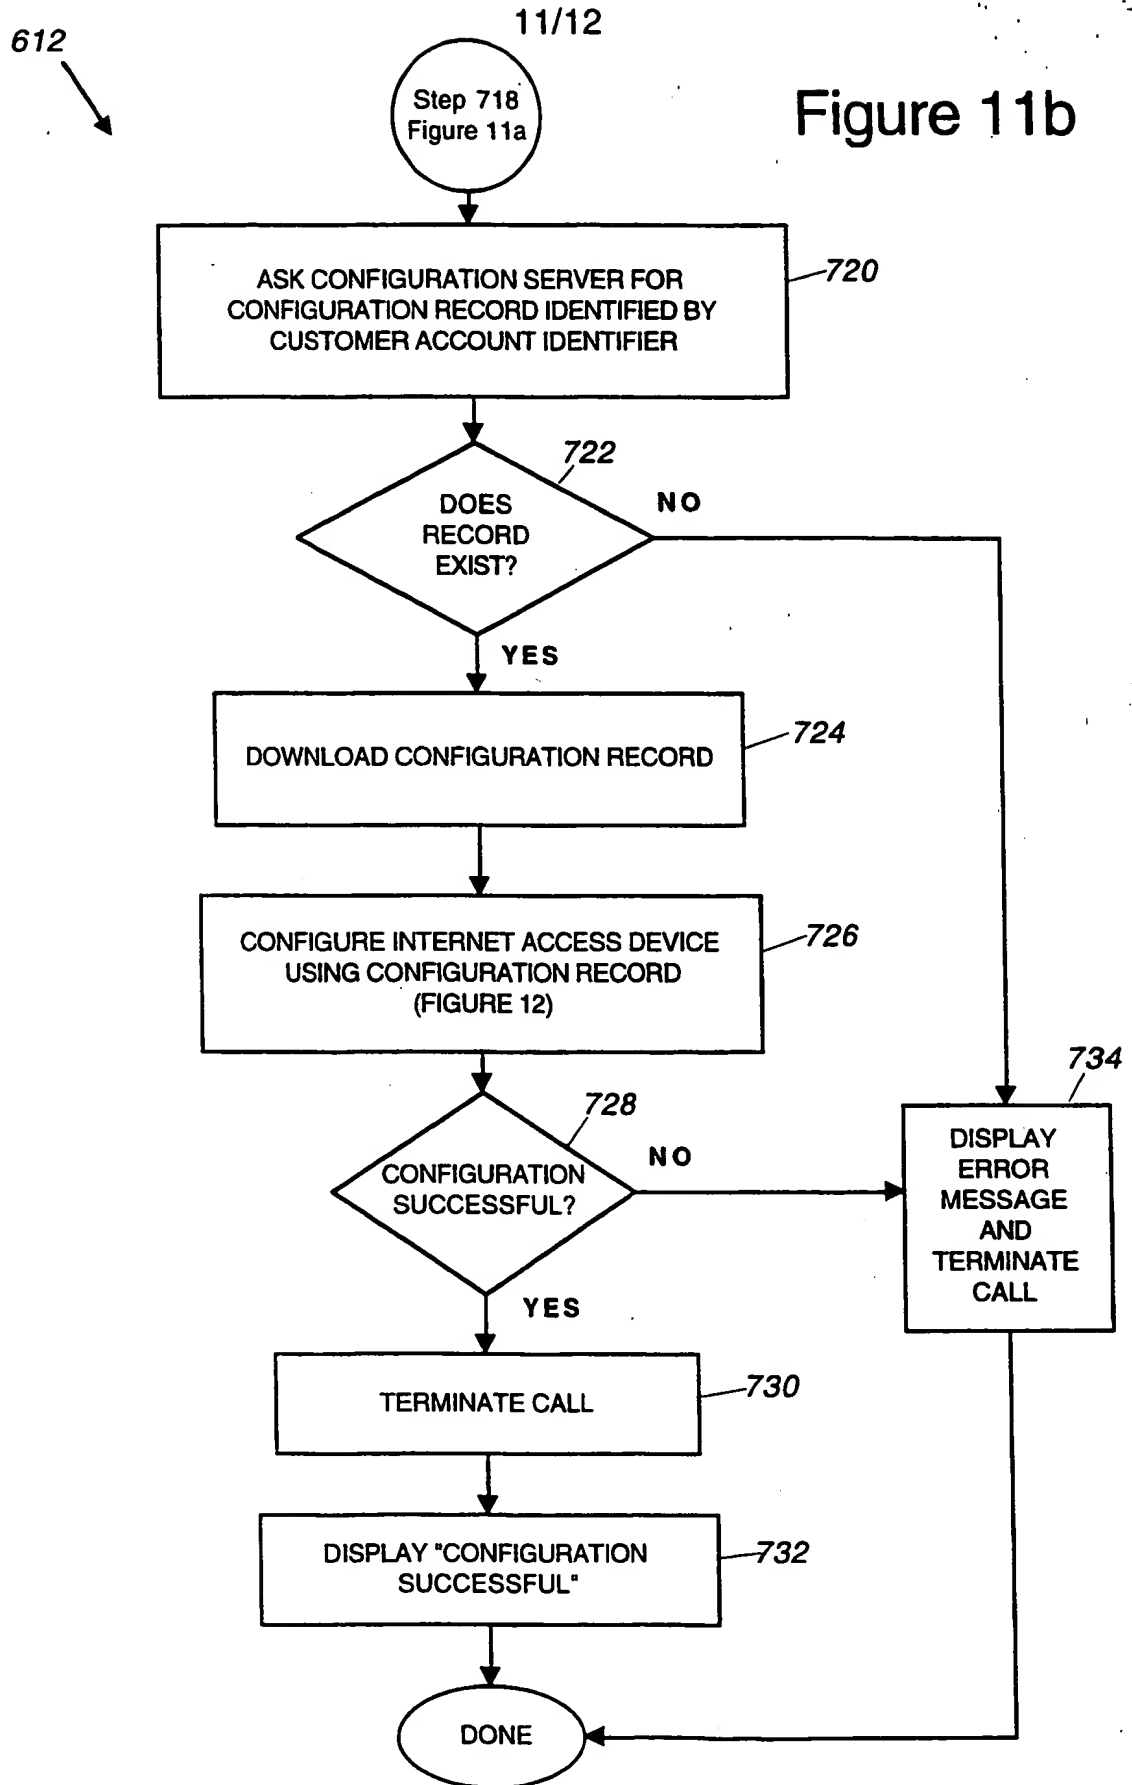 11/12
612
Figure 11b
Step 718
Figure 11a
ASK CONFIGURATION SERVER FOR
CONFIGURATION RECORD IDENTIFIED BY
CUSTOMER ACCOUNT IDENTIFIER
720
722
DOES
RECORD
EXIST?
NO
YES
DOWNLOAD CONFIGURATION RECORD
724
CONFIGURE INTERNET ACCESS DEVICE
USING CONFIGURATION RECORD
(FIGURE 12)
726
728
CONFIGURATION
SUCCESSFUL?
NO
734
DISPLAY
ERROR
MESSAGE
AND
TERMINATE
CALL
YES
TERMINATE CALL
730
DISPLAY "CONFIGURATION
SUCCESSFUL"
732
DONE